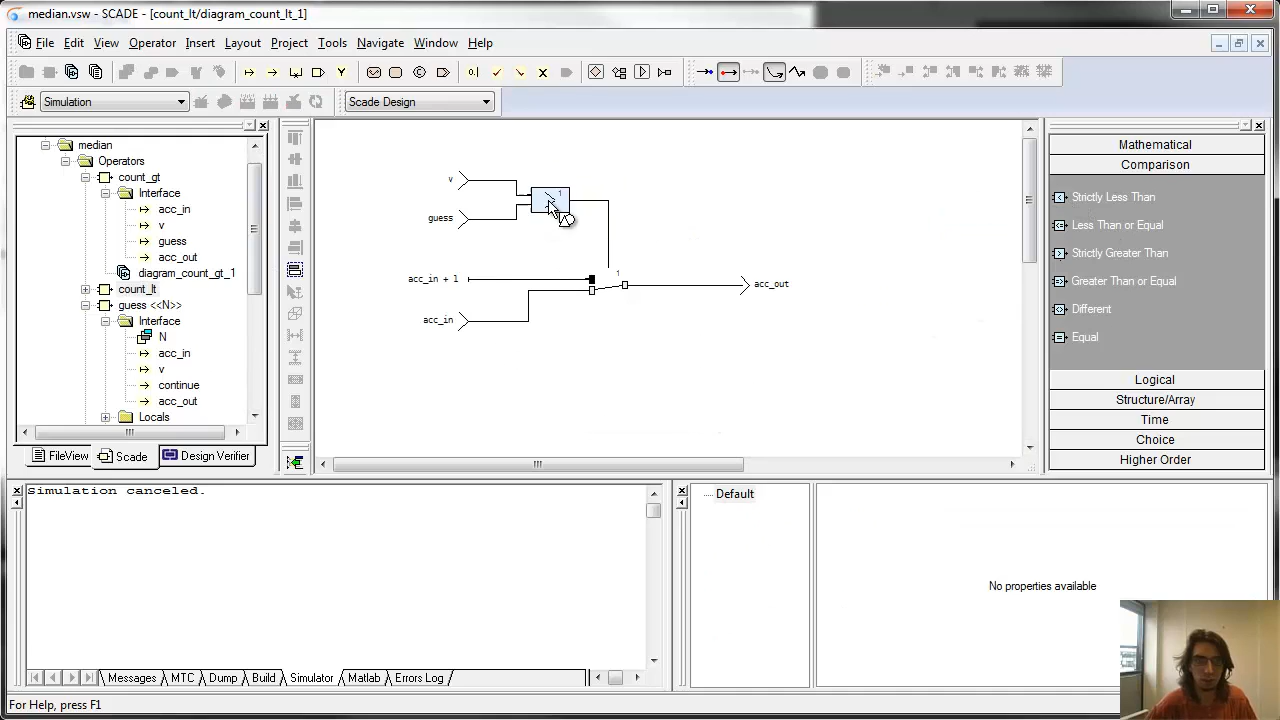 median.vsw - SCADE - [count_lt/diagram_count_lt_1]
File Edit View Operator Insert Layout Project Tools Navigate Window Help
Simulation
Scade Design
median
Operators
count_gt
Interface
acc_in
v
guess
acc_out
diagram_count_gt_1
count_lt
guess <<N>>
Interface
N
acc_in
v
continue
acc_out
Locals
FileView Scade Design Verifier
v
guess
1
acc_in + 1
1
acc_in
acc_out
Mathematical
Comparison
Strictly Less Than
Less Than or Equal
Strictly Greater Than
Greater Than or Equal
Different
Equal
Logical
Structure/Array
Time
Choice
Higher Order
Simulation canceled.
Messages MTC Dump Build Simulator Matlab Errors Log
Default
No properties available
For Help, press F1